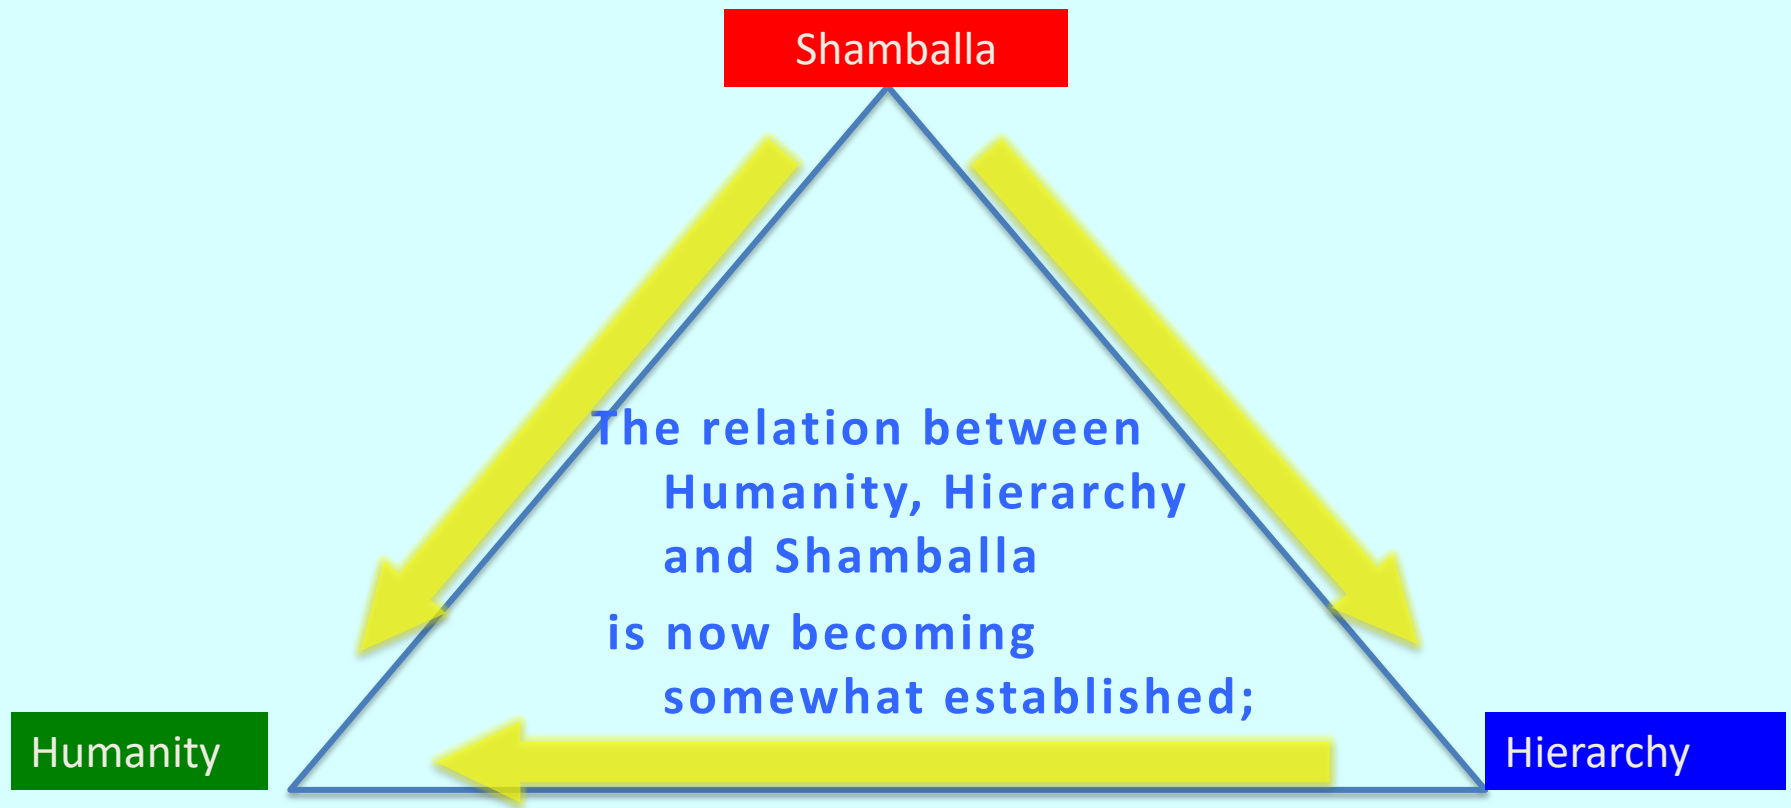 Shamballa
The relation between
Humanity, Hierarchy
and Shamballa
is now becoming
somewhat established;
Humanity
Hierarchy